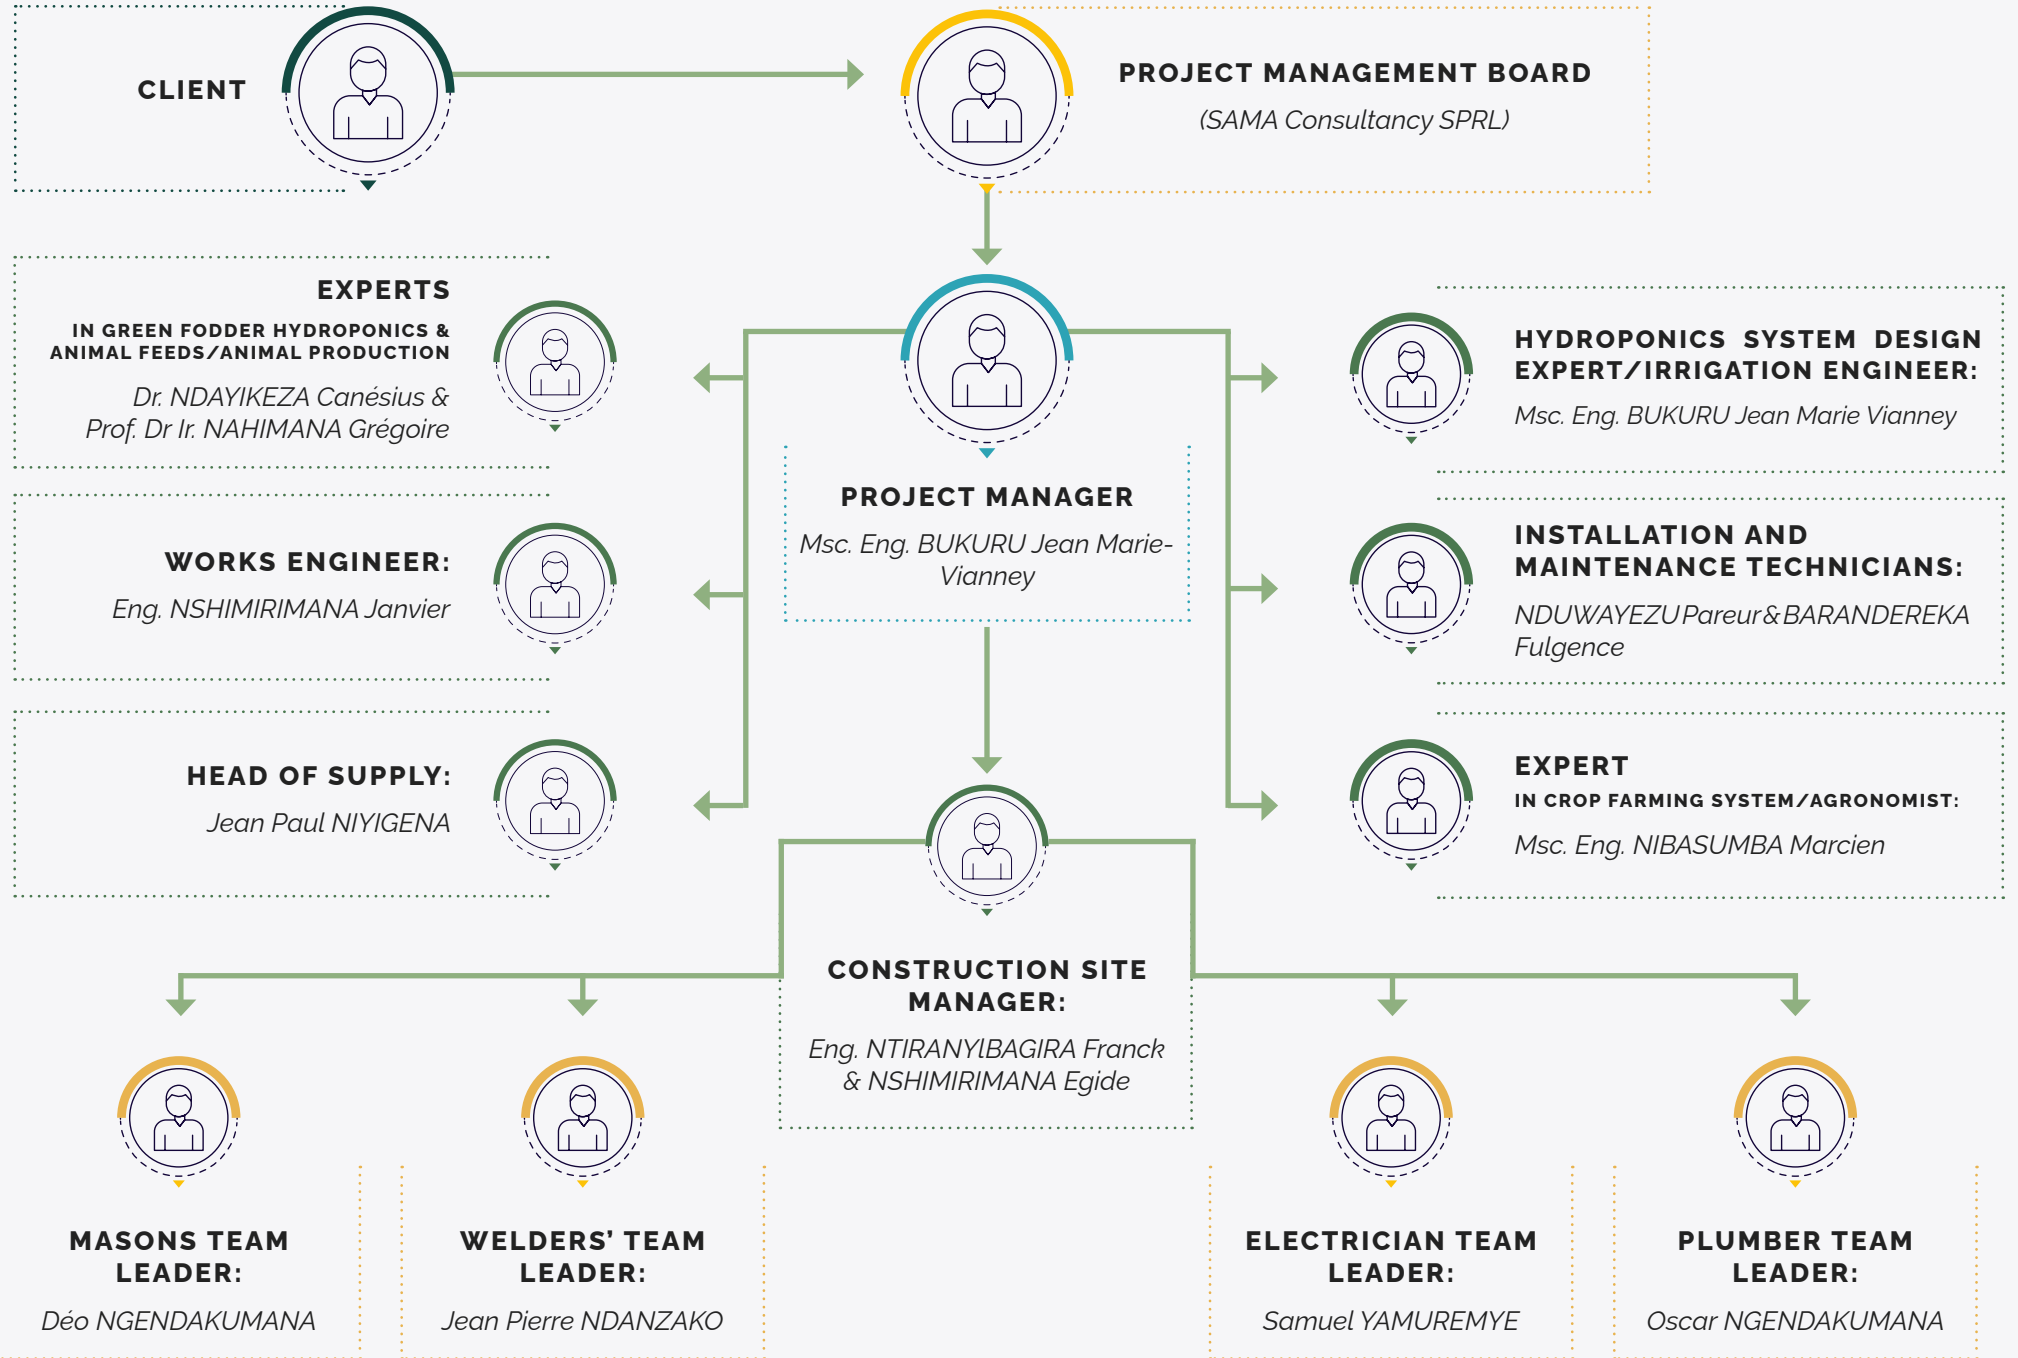 CLIENT
PROJECT MANAGEMENT BOARD
(SAMA Consultancy SPRL)
EXPERTS
IN GREEN FODDER HYDROPONICS &
ANIMAL FEEDS/ANIMAL PRODUCTION
Dr. NDAYIKEZA Canésius &
Prof. Dr Ir. NAHIMANA Grégoire
HYDROPONICS SYSTEM DESIGN
EXPERT/IRRIGATION ENGINEER:
Msc. Eng. BUKURU Jean Marie Vianney
PROJECT MANAGER
Msc. Eng. BUKURU Jean Marie-
Vianney
WORKS ENGINEER:
Eng. NSHIMIRIMANA Janvier
INSTALLATION AND
MAINTENANCE TECHNICIANS:
NDUWAYEZU Pareur & BARANDEREKA
Fulgence
HEAD OF SUPPLY:
Jean Paul NIYIGENA
EXPERT
IN CROP FARMING SYSTEM/AGRONOMIST:
Msc. Eng. NIBASUMBA Marcien
CONSTRUCTION SITE
MANAGER:
Eng. NTIRANYlBAGIRA Franck
& NSHIMIRIMANA Egide
MASONS TEAM
LEADER:
Déo NGENDAKUMANA
WELDERS’ TEAM
LEADER:
Jean Pierre NDANZAKO
ELECTRICIAN TEAM
LEADER:
Samuel YAMUREMYE
PLUMBER TEAM
LEADER:
Oscar NGENDAKUMANA